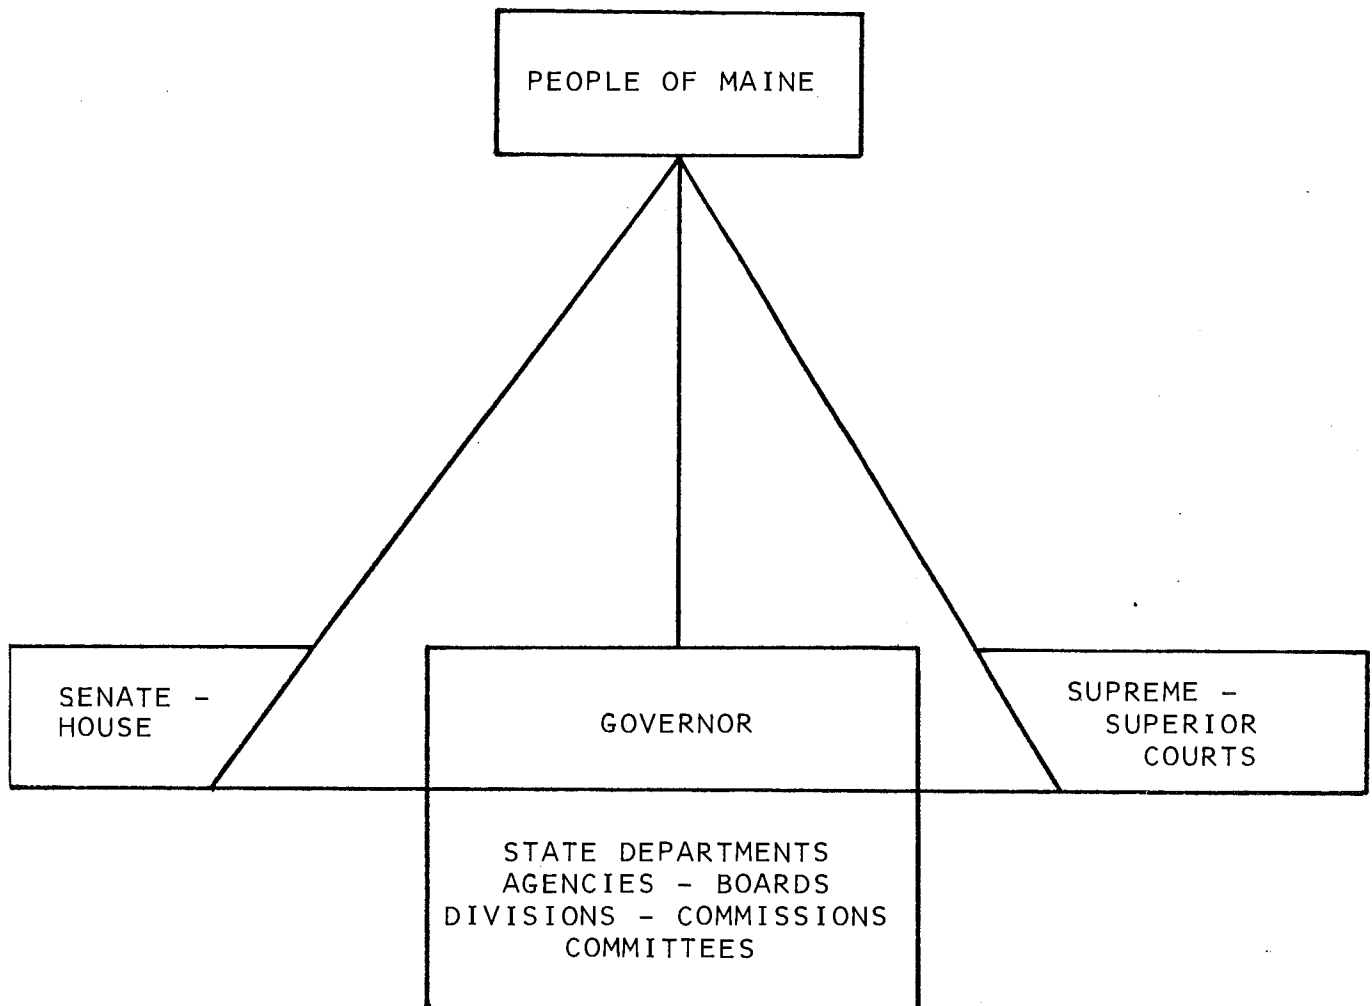 PEOPLE OF MAINE
SENATE -
HOUSE
GOVERNOR
SUPREME -
SUPERIOR
COURTS
STATE DEPARTMENTS
AGENCIES - BOARDS
DIVISIONS - COMMISSIONS
COMMITTEES